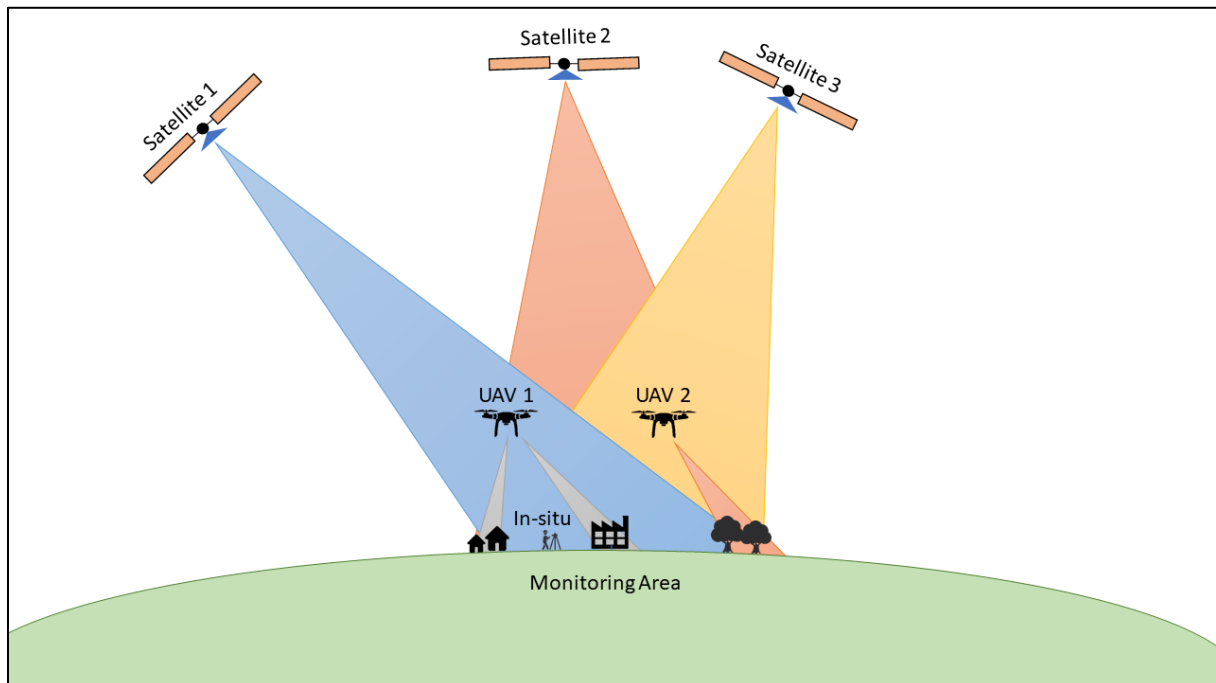 Satellite 1
Satellite 2
Satellite 3
UAV 1
UAV 2
In-situ
Monitoring Area